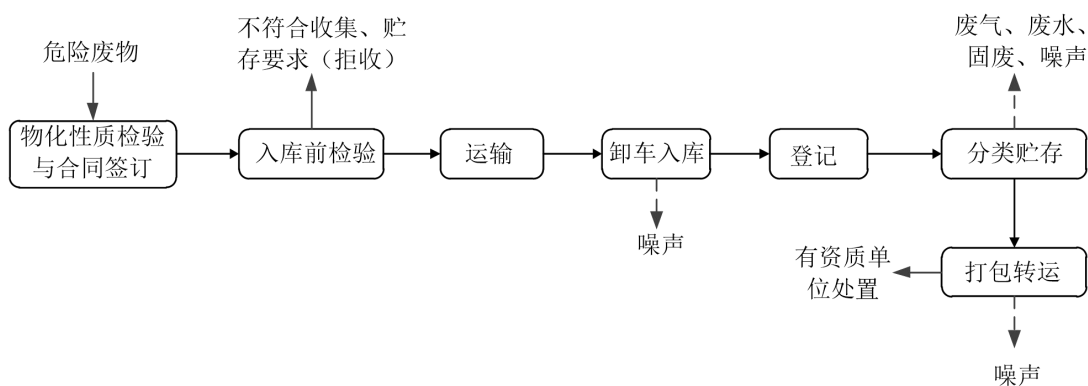 危险废物
物化性质检验
与合同签订
不符合收集、贮
存要求（拒收）
入库前检验
运输
卸车入库
噪声
登记
废气、废水、
固废、噪声
分类贮存
有资质单
位处置
打包转运
噪声